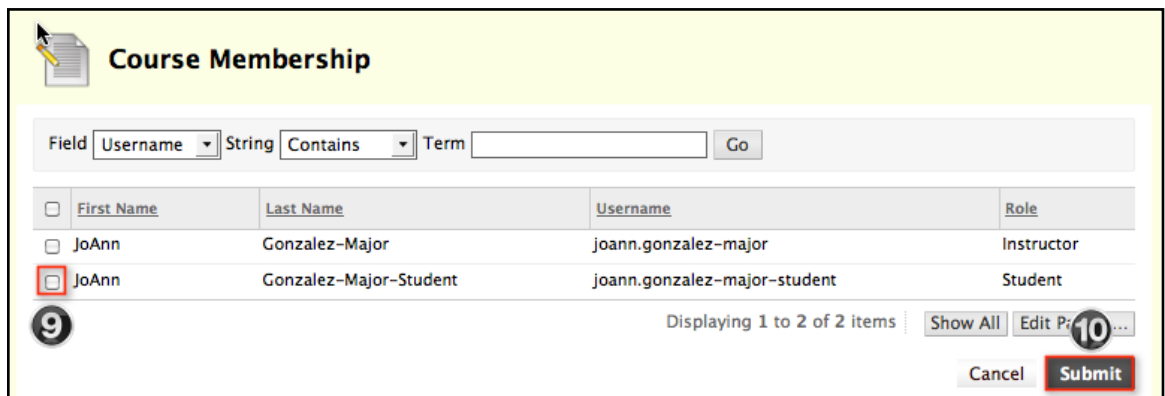 Course Membership
Field Username String Contains Term Go
First Name Last Name Username Role
JoAnn Gonzalez-Major joann.gonzalez-major Instructor
JoAnn Gonzalez-Major-Student joann.gonzalez-major-student Student
9
Displaying 1 to 2 of 2 items Show All Edit 10 ...
Cancel Submit